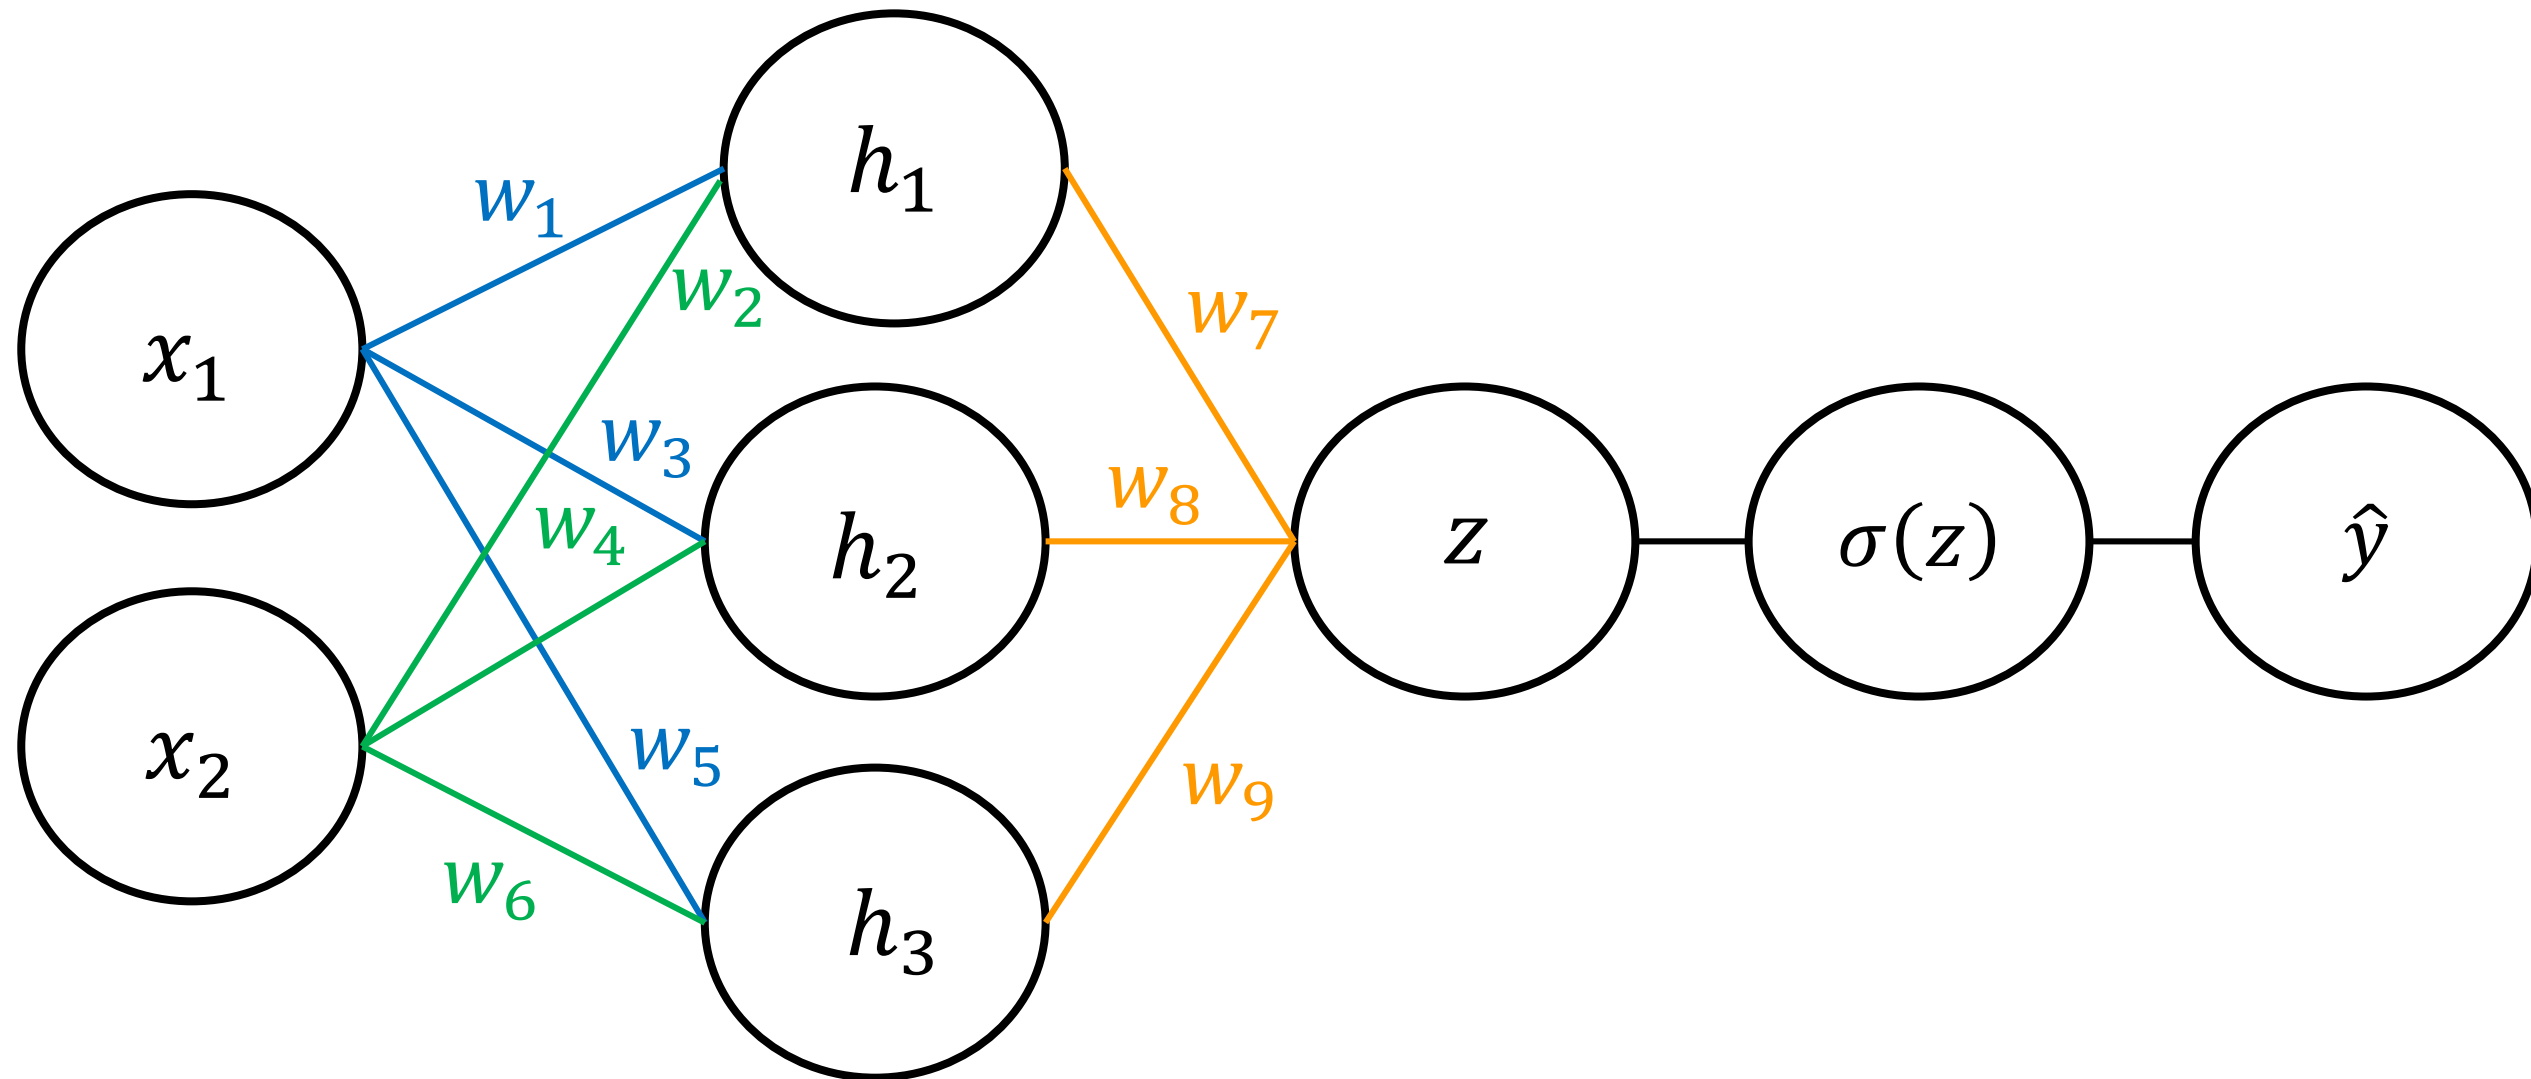 x₁
x₂
w₁
w₂
w₃
w₄
w₅
w₆
h₁
h₂
h₃
w₇
w₈
w₉
z
σ(z)
ŷ